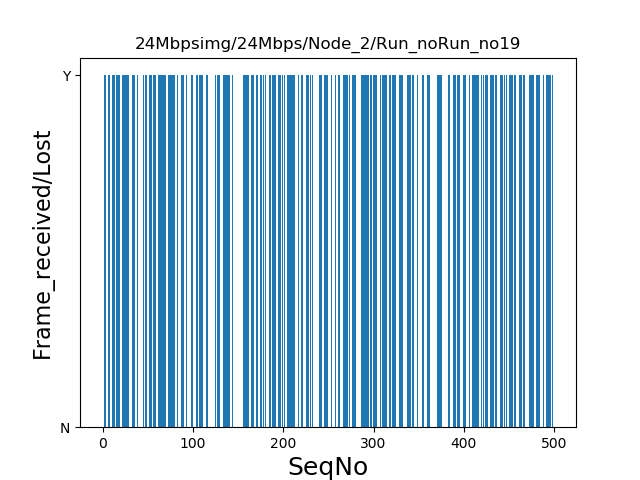 24Mbpsimg/24Mbps/Node_2/Run_noRun_no19
Y
Frame_received/Lost
N
0 100 200 300 400 500
SeqNo